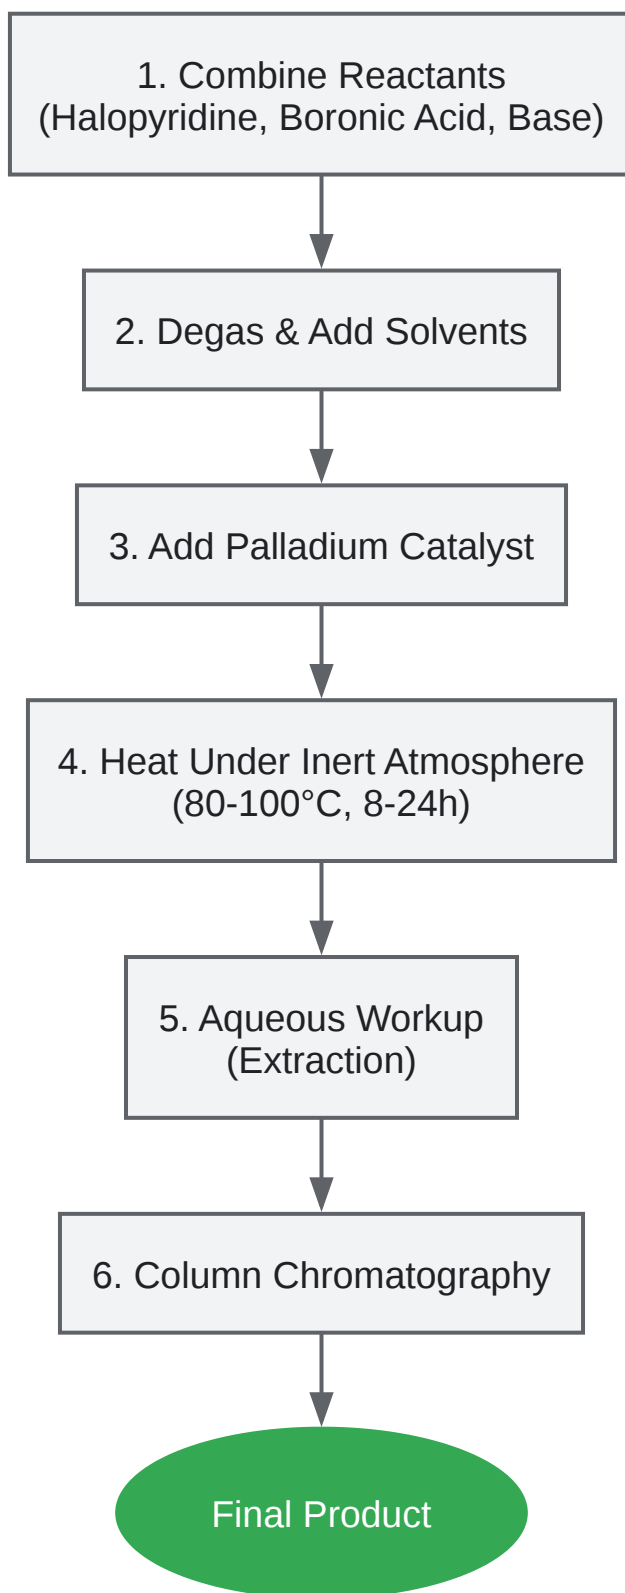 1. Combine Reactants
(Halopyridine, Boronic Acid, Base)
2. Degas & Add Solvents
3. Add Palladium Catalyst
4. Heat Under Inert Atmosphere
(80-100°C, 8-24h)
5. Aqueous Workup
(Extraction)
6. Column Chromatography
Final Product